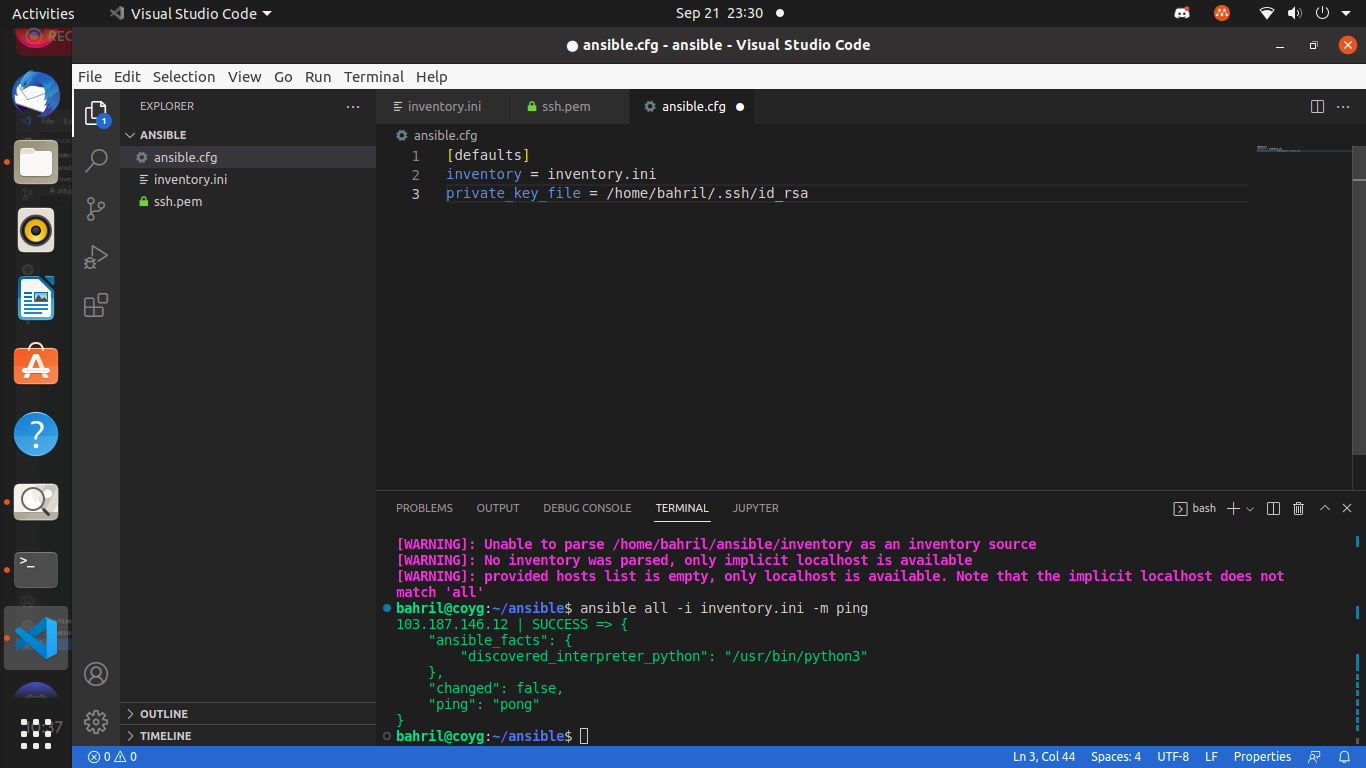 Activities Visual Studio Code Sep 21 23:30
REC
ansible.cfg - ansible - Visual Studio Code
File Edit Selection View Go Run Terminal Help
EXPLORER
inventory.ini ssh.pem ansible.cfg
ANSIBLE
ansible.cfg
inventory.ini
ssh.pem
1
OUTLINE
TIMELINE
ansible.cfg
1 [defaults]
2 inventory = inventory.ini
3 private_key_file = /home/bahril/.ssh/id_rsa
PROBLEMS OUTPUT DEBUG CONSOLE TERMINAL JUPYTER bash
[WARNING]: Unable to parse /home/bahril/ansible/inventory as an inventory source
[WARNING]: No inventory was parsed, only implicit localhost is available
[WARNING]: provided hosts list is empty, only localhost is available. Note that the implicit localhost does not
match 'all'
bahril@coyg:~/ansible$ ansible all -i inventory.ini -m ping
103.187.146.12 | SUCCESS => {
"ansible_facts": {
"discovered_interpreter_python": "/usr/bin/python3"
},
"changed": false,
"ping": "pong"
}
bahril@coyg:~/ansible$
0 0 Ln 3, Col 44 Spaces: 4 UTF-8 LF Properties